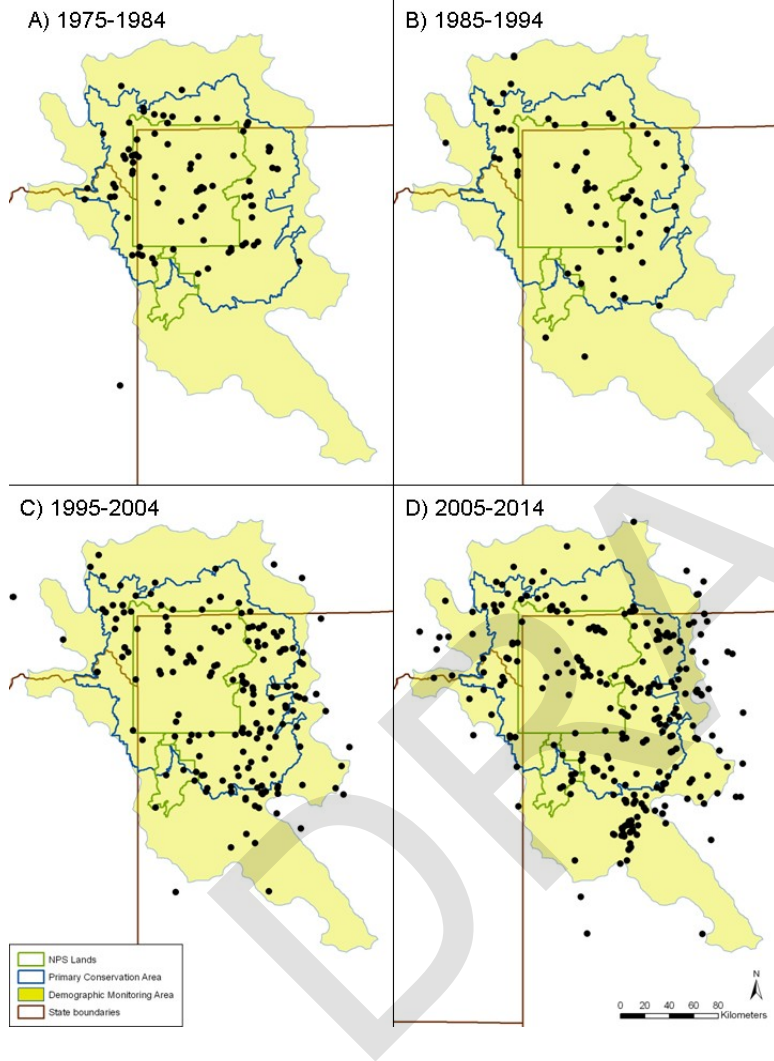 A) 1975-1984
B) 1985-1994
C) 1995-2004
D) 2005-2014
NPS Lands
Primary Conservation Area
Demographic Monitoring Area
State boundaries
N
0 20 40 60 80
Kilometers
DRAF